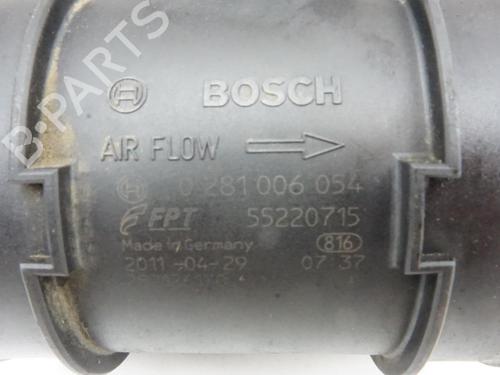 B-PARTS
BOSCH
AIR FLOW
0 281 006 054
FPT 55220715
Made in Germany 816
2011-04-29 07 37